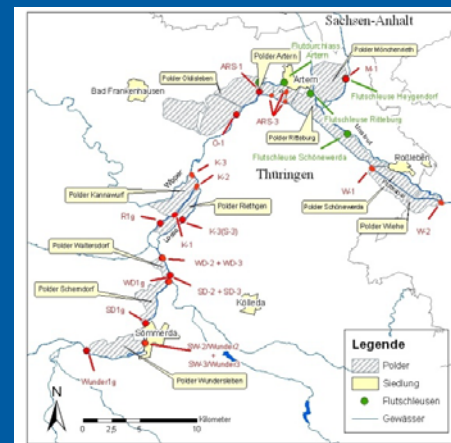 Sachsen-Anhalt
Flutdurchlass
Artern
Polder Mönchenrieth
Polder Artern
ARS-1
Artern
M-1
Polder Oldisleben
Bad Frankenhausen
Flutschleuse Heygendorf
ARS-3
Polder Ritteburg
Flutschleuse Ritteburg
O-1
Unstrut
Flutschleuse Schönewerda
Roßleben
K-3
Thüringen
K-2
Wipper
W-1
Polder Kannawurf
Polder Schönewerda
Polder Riethgen
R1g
Polder Wiehe
W-2
K-3(S-3)
K-1
Polder Waltersdorf
WD-2 + WD-3
WD1g
Polder Scherndorf
SD-2 + SD-3
Kölleda
SD1g
Sömmerda
SW-2/Wunder2
+
SW-3/Wunder3
Wunder1g
Polder Wundersleben
Legende
Polder
Siedlung
Flutschleusen
Gewässer
N
0
5
10
Kilometer